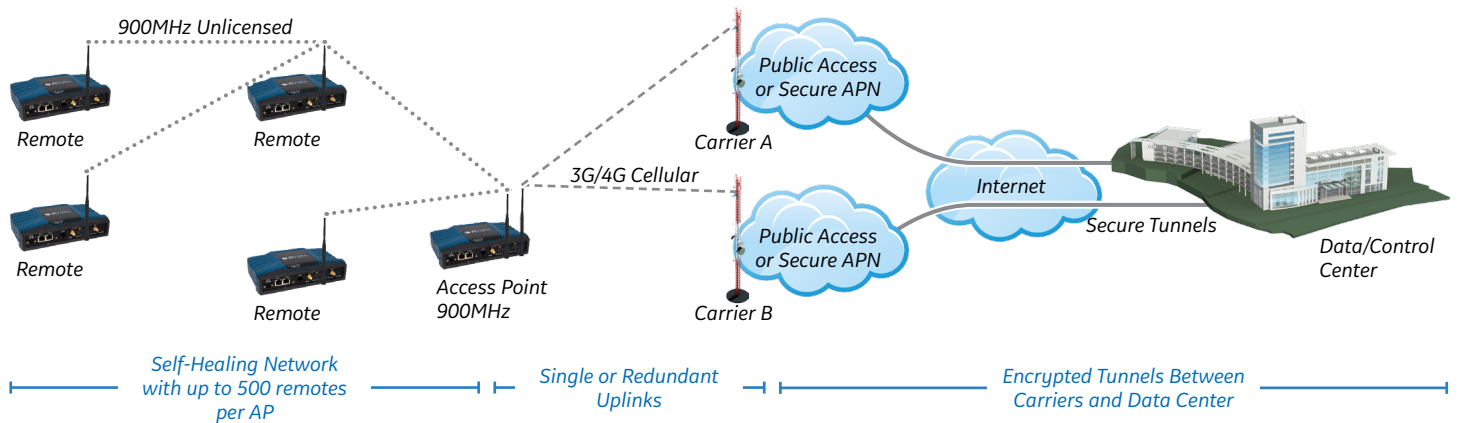 900MHz Unlicensed
Remote
Remote
Remote
Remote
Access Point
900MHz
3G/4G Cellular
Carrier A
Public Access
or Secure APN
Carrier B
Public Access
or Secure APN
Internet
Secure Tunnels
Data/Control
Center
Self-Healing Network
with up to 500 remotes
per AP
Single or Redundant
Uplinks
Encrypted Tunnels Between
Carriers and Data Center